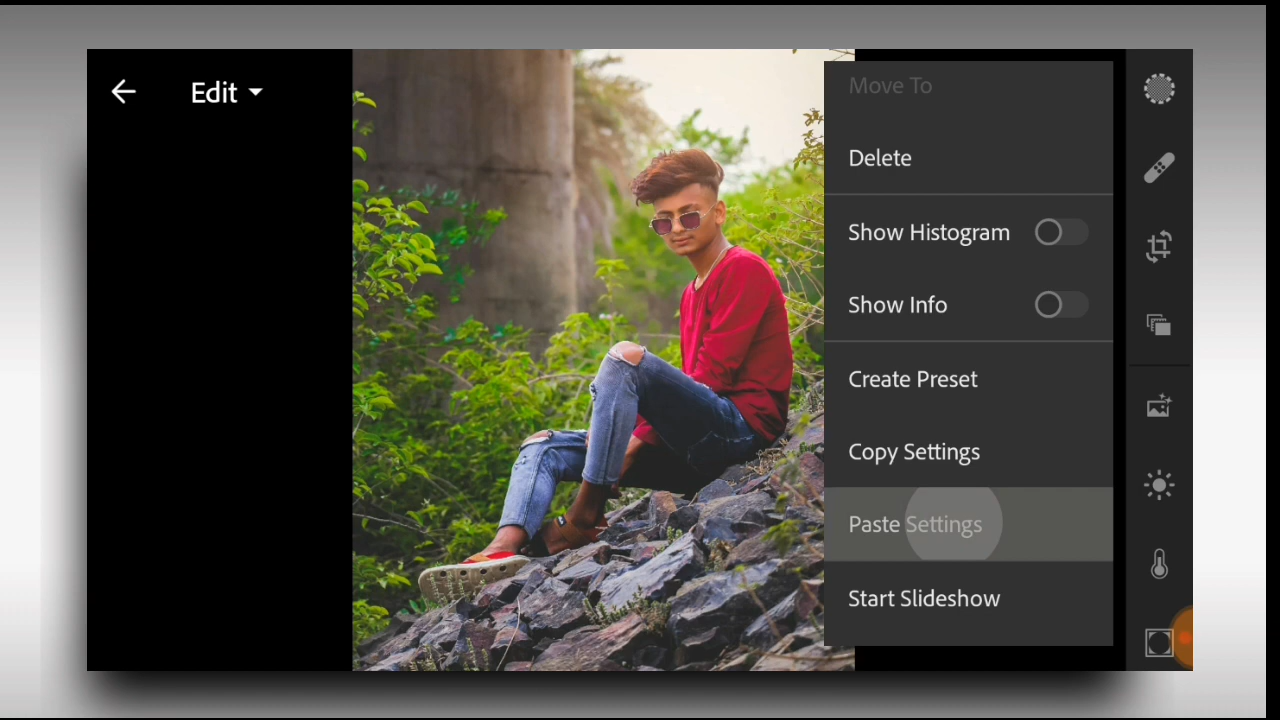 Edit
Move To
Delete
Show Histogram
Show Info
Create Preset
Copy Settings
Paste Settings
Start Slideshow